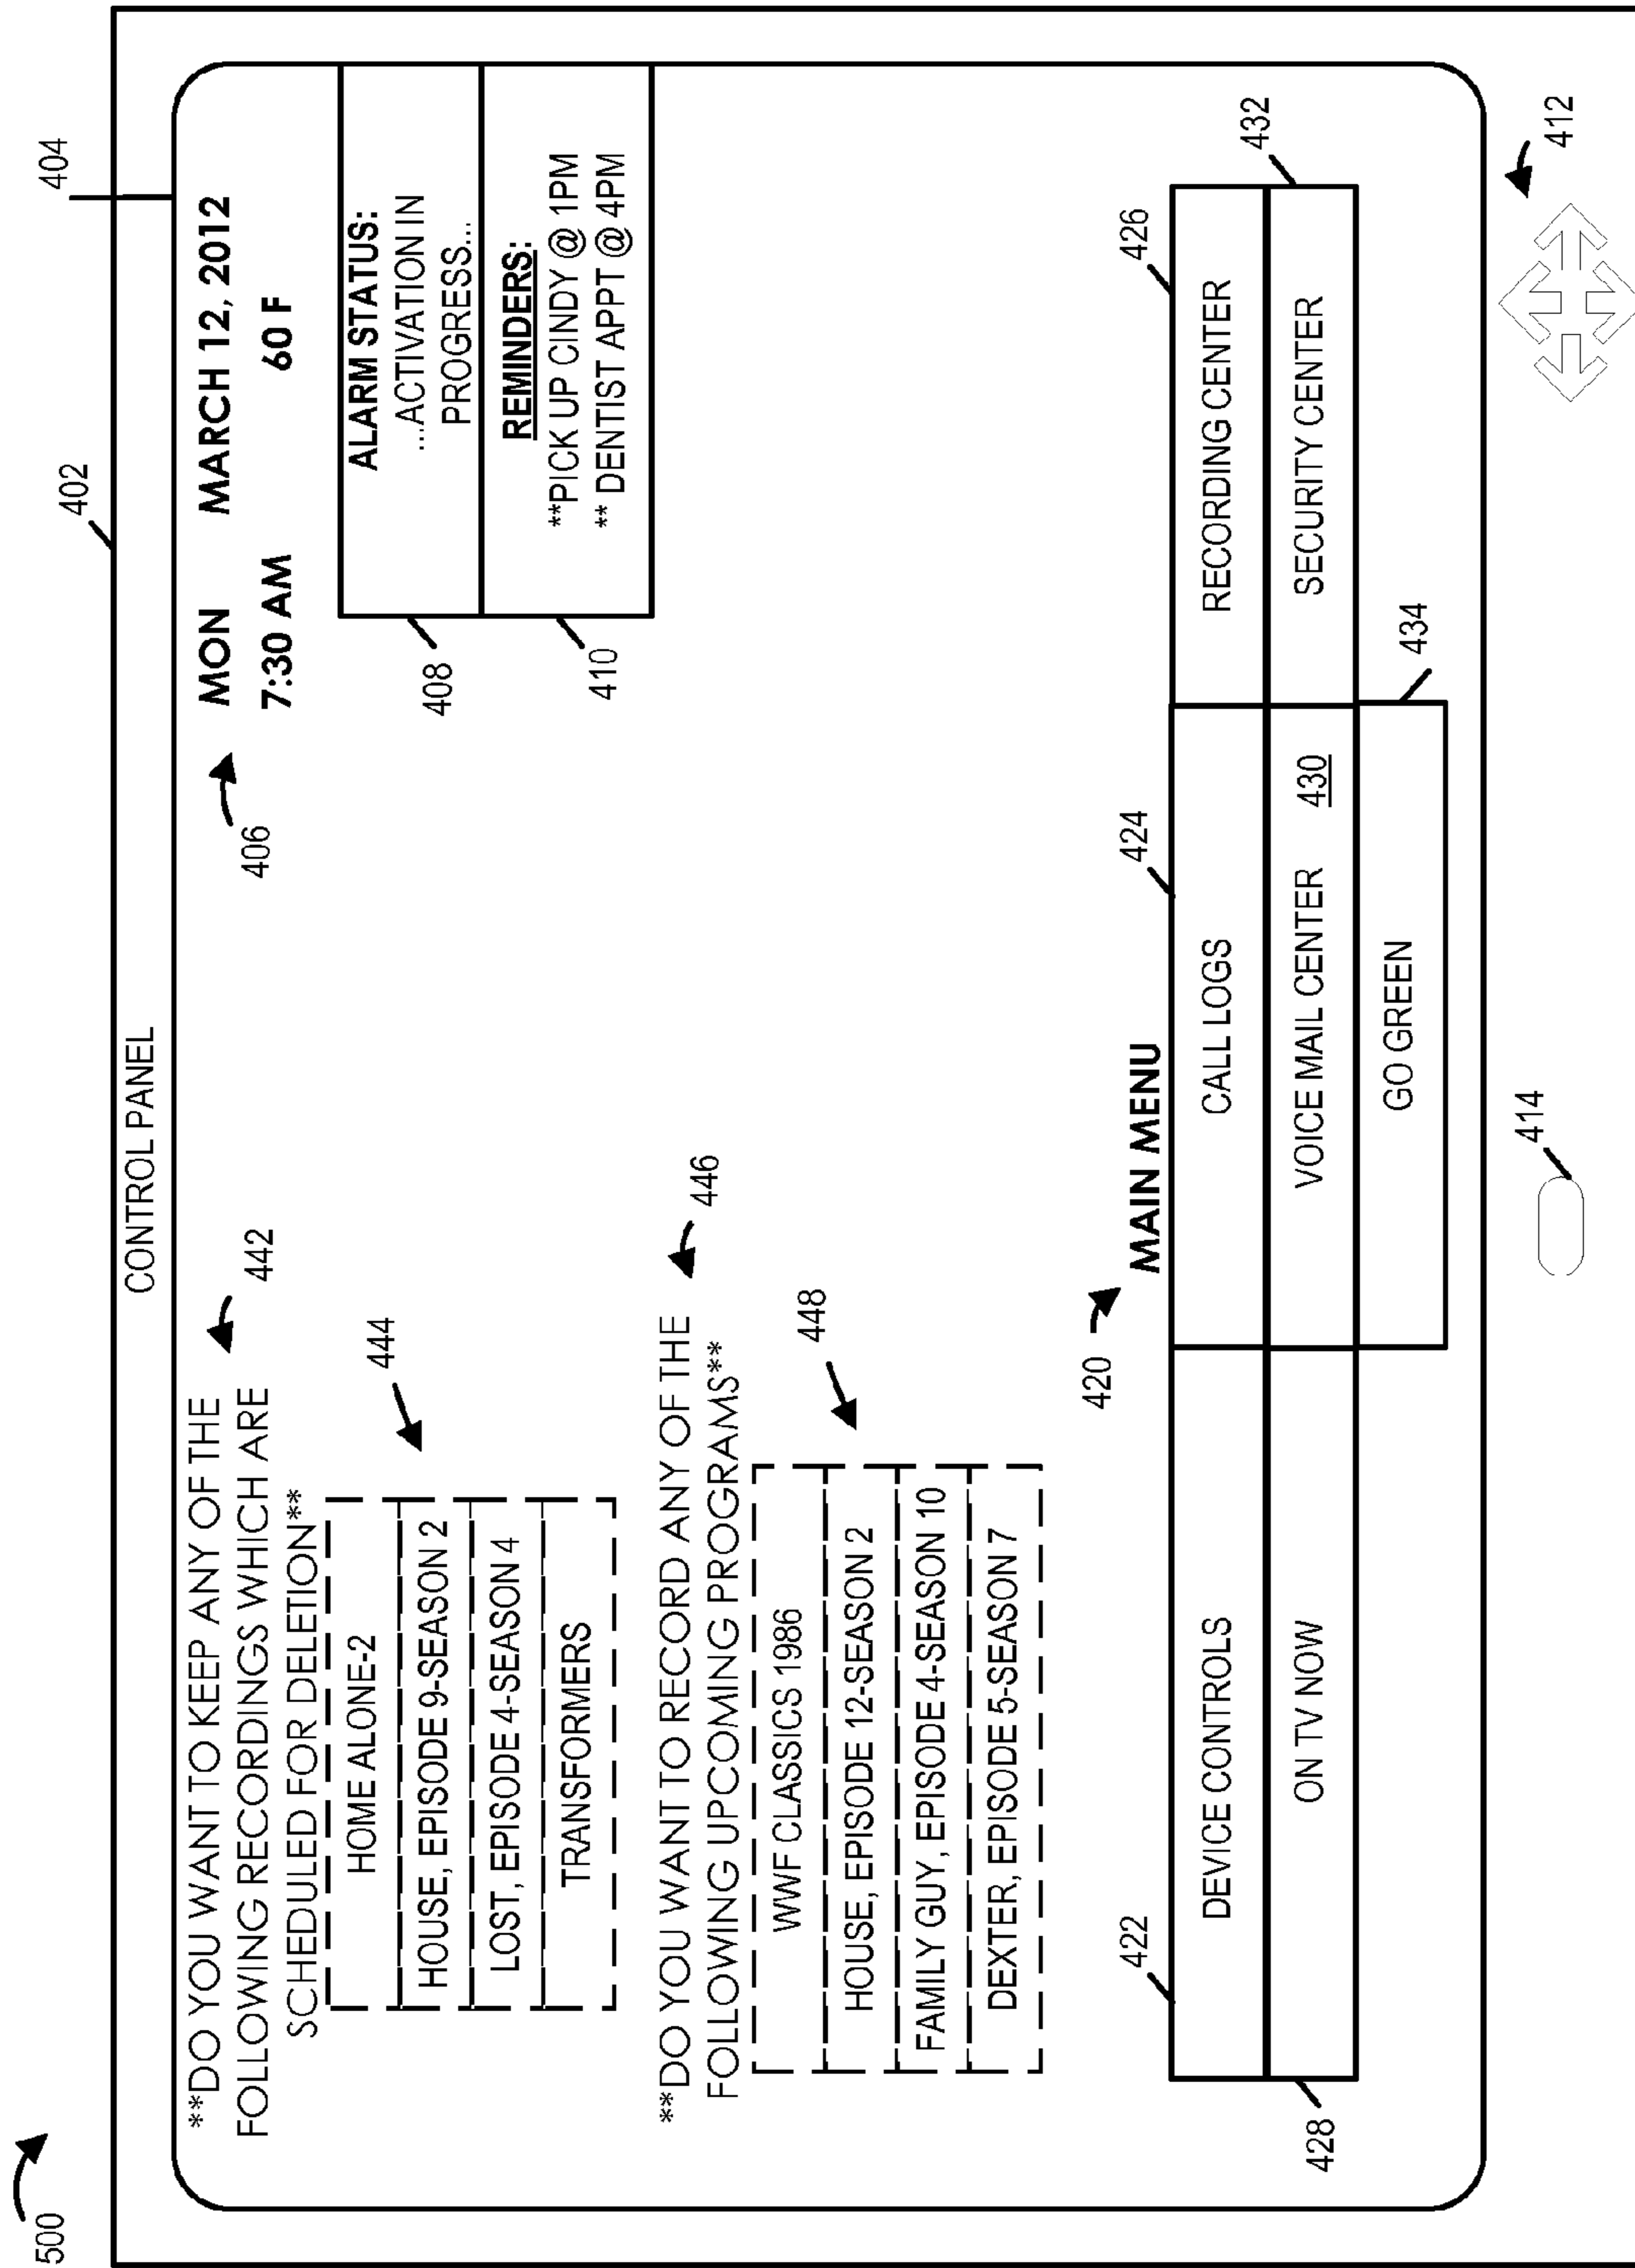 500
402
404
CONTROL PANEL
**DO YOU WANT TO KEEP ANY OF THE
FOLLOWING RECORDINGS WHICH ARE
SCHEDULED FOR DELETION**
442
444
HOME ALONE-2
HOUSE, EPISODE 9-SEASON 2
LOST, EPISODE 4-SEASON 4
TRANSFORMERS
406
MON MARCH 12, 2012
7:30 AM 60 F
ALARM STATUS:
...ACTIVATION IN
PROGRESS...
408
REMINDERS:
**PICK UP CINDY @ 1PM
** DENTIST APPT @ 4PM
410
**DO YOU WANT TO RECORD ANY OF THE
FOLLOWING UPCOMING PROGRAMS**
446
448
WWF CLASSICS 1986
HOUSE, EPISODE 12-SEASON 2
FAMILY GUY, EPISODE 4-SEASON 10
DEXTER, EPISODE 5-SEASON 7
420
MAIN MENU
422
424
426
DEVICE CONTROLS
CALL LOGS
RECORDING CENTER
ON TV NOW
VOICE MAIL CENTER 430
SECURITY CENTER
428
432
GO GREEN
434
414
412